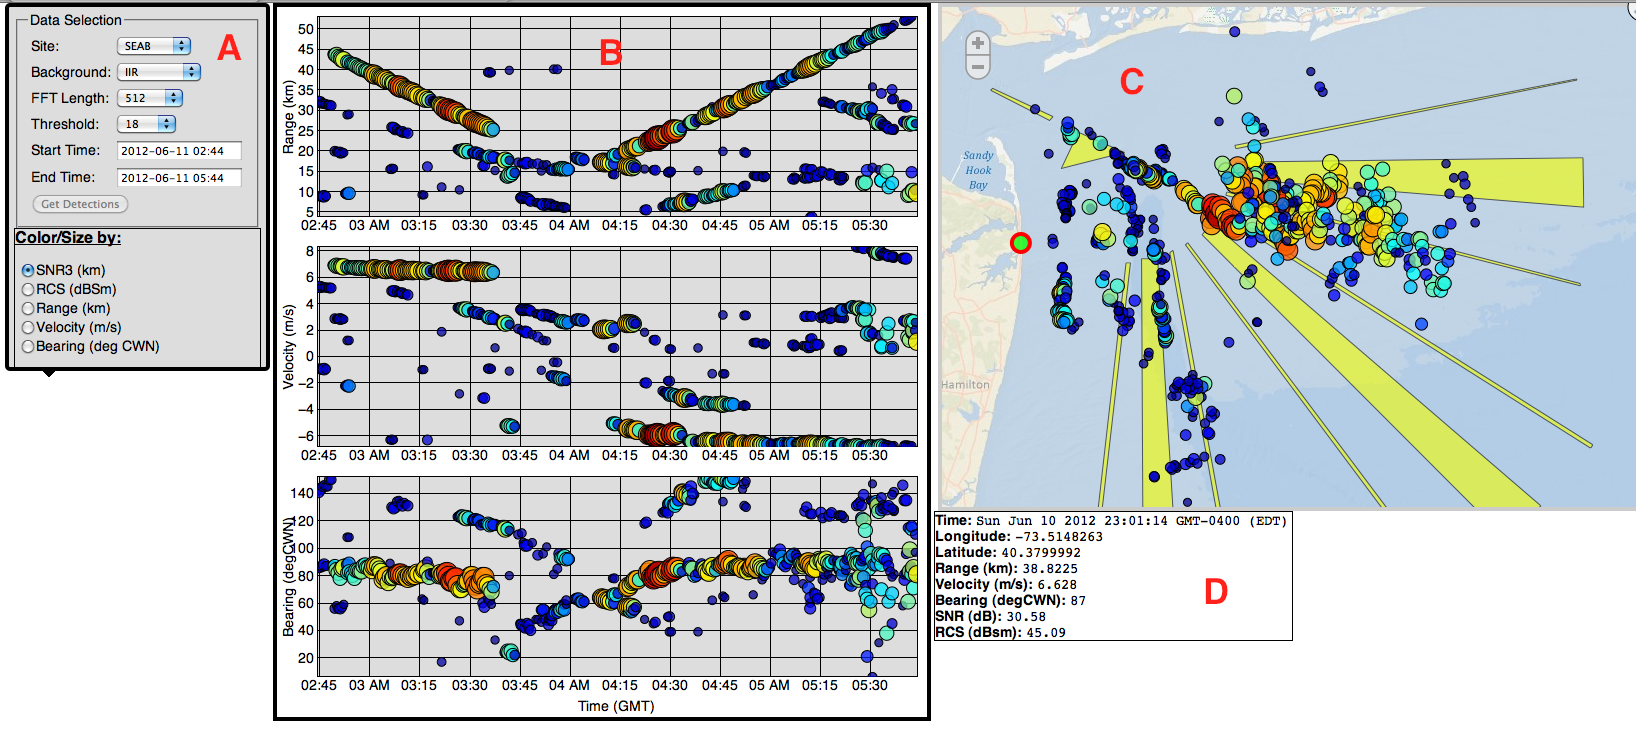 Data Selection
A
Site: SEAB
Background: IIR
FFT Length: 512
Threshold: 18
Start Time: 2012-06-11 02:44
End Time: 2012-06-11 05:44
Get Detections
Color/Size by:
SNR3 (km)
RCS (dBSm)
Range (km)
Velocity (m/s)
Bearing (deg CWN)
B
Range (km)
50
45
40
35
30
25
20
15
10
5
02:45 03 AM 03:15 03:30 03:45 04 AM 04:15 04:30 04:45 05 AM 05:15 05:30
Velocity (m/s)
8
6
4
2
0
−2
−4
−6
02:45 03 AM 03:15 03:30 03:45 04 AM 04:15 04:30 04:45 05 AM 05:15 05:30
Bearing (degCWN)
140
120
100
80
60
40
20
02:45 03 AM 03:15 03:30 03:45 04 AM 04:15 04:30 04:45 05 AM 05:15 05:30
Time (GMT)
+
−
C
Sandy
Hook
Bay
Hamilton
Time: Sun Jun 10 2012 23:01:14 GMT-0400 (EDT)
Longitude: -73.5148263
Latitude: 40.3799992
Range (km): 38.8225
Velocity (m/s): 6.628
Bearing (degCWN): 87
SNR (dB): 30.58
RCS (dBsm): 45.09
D